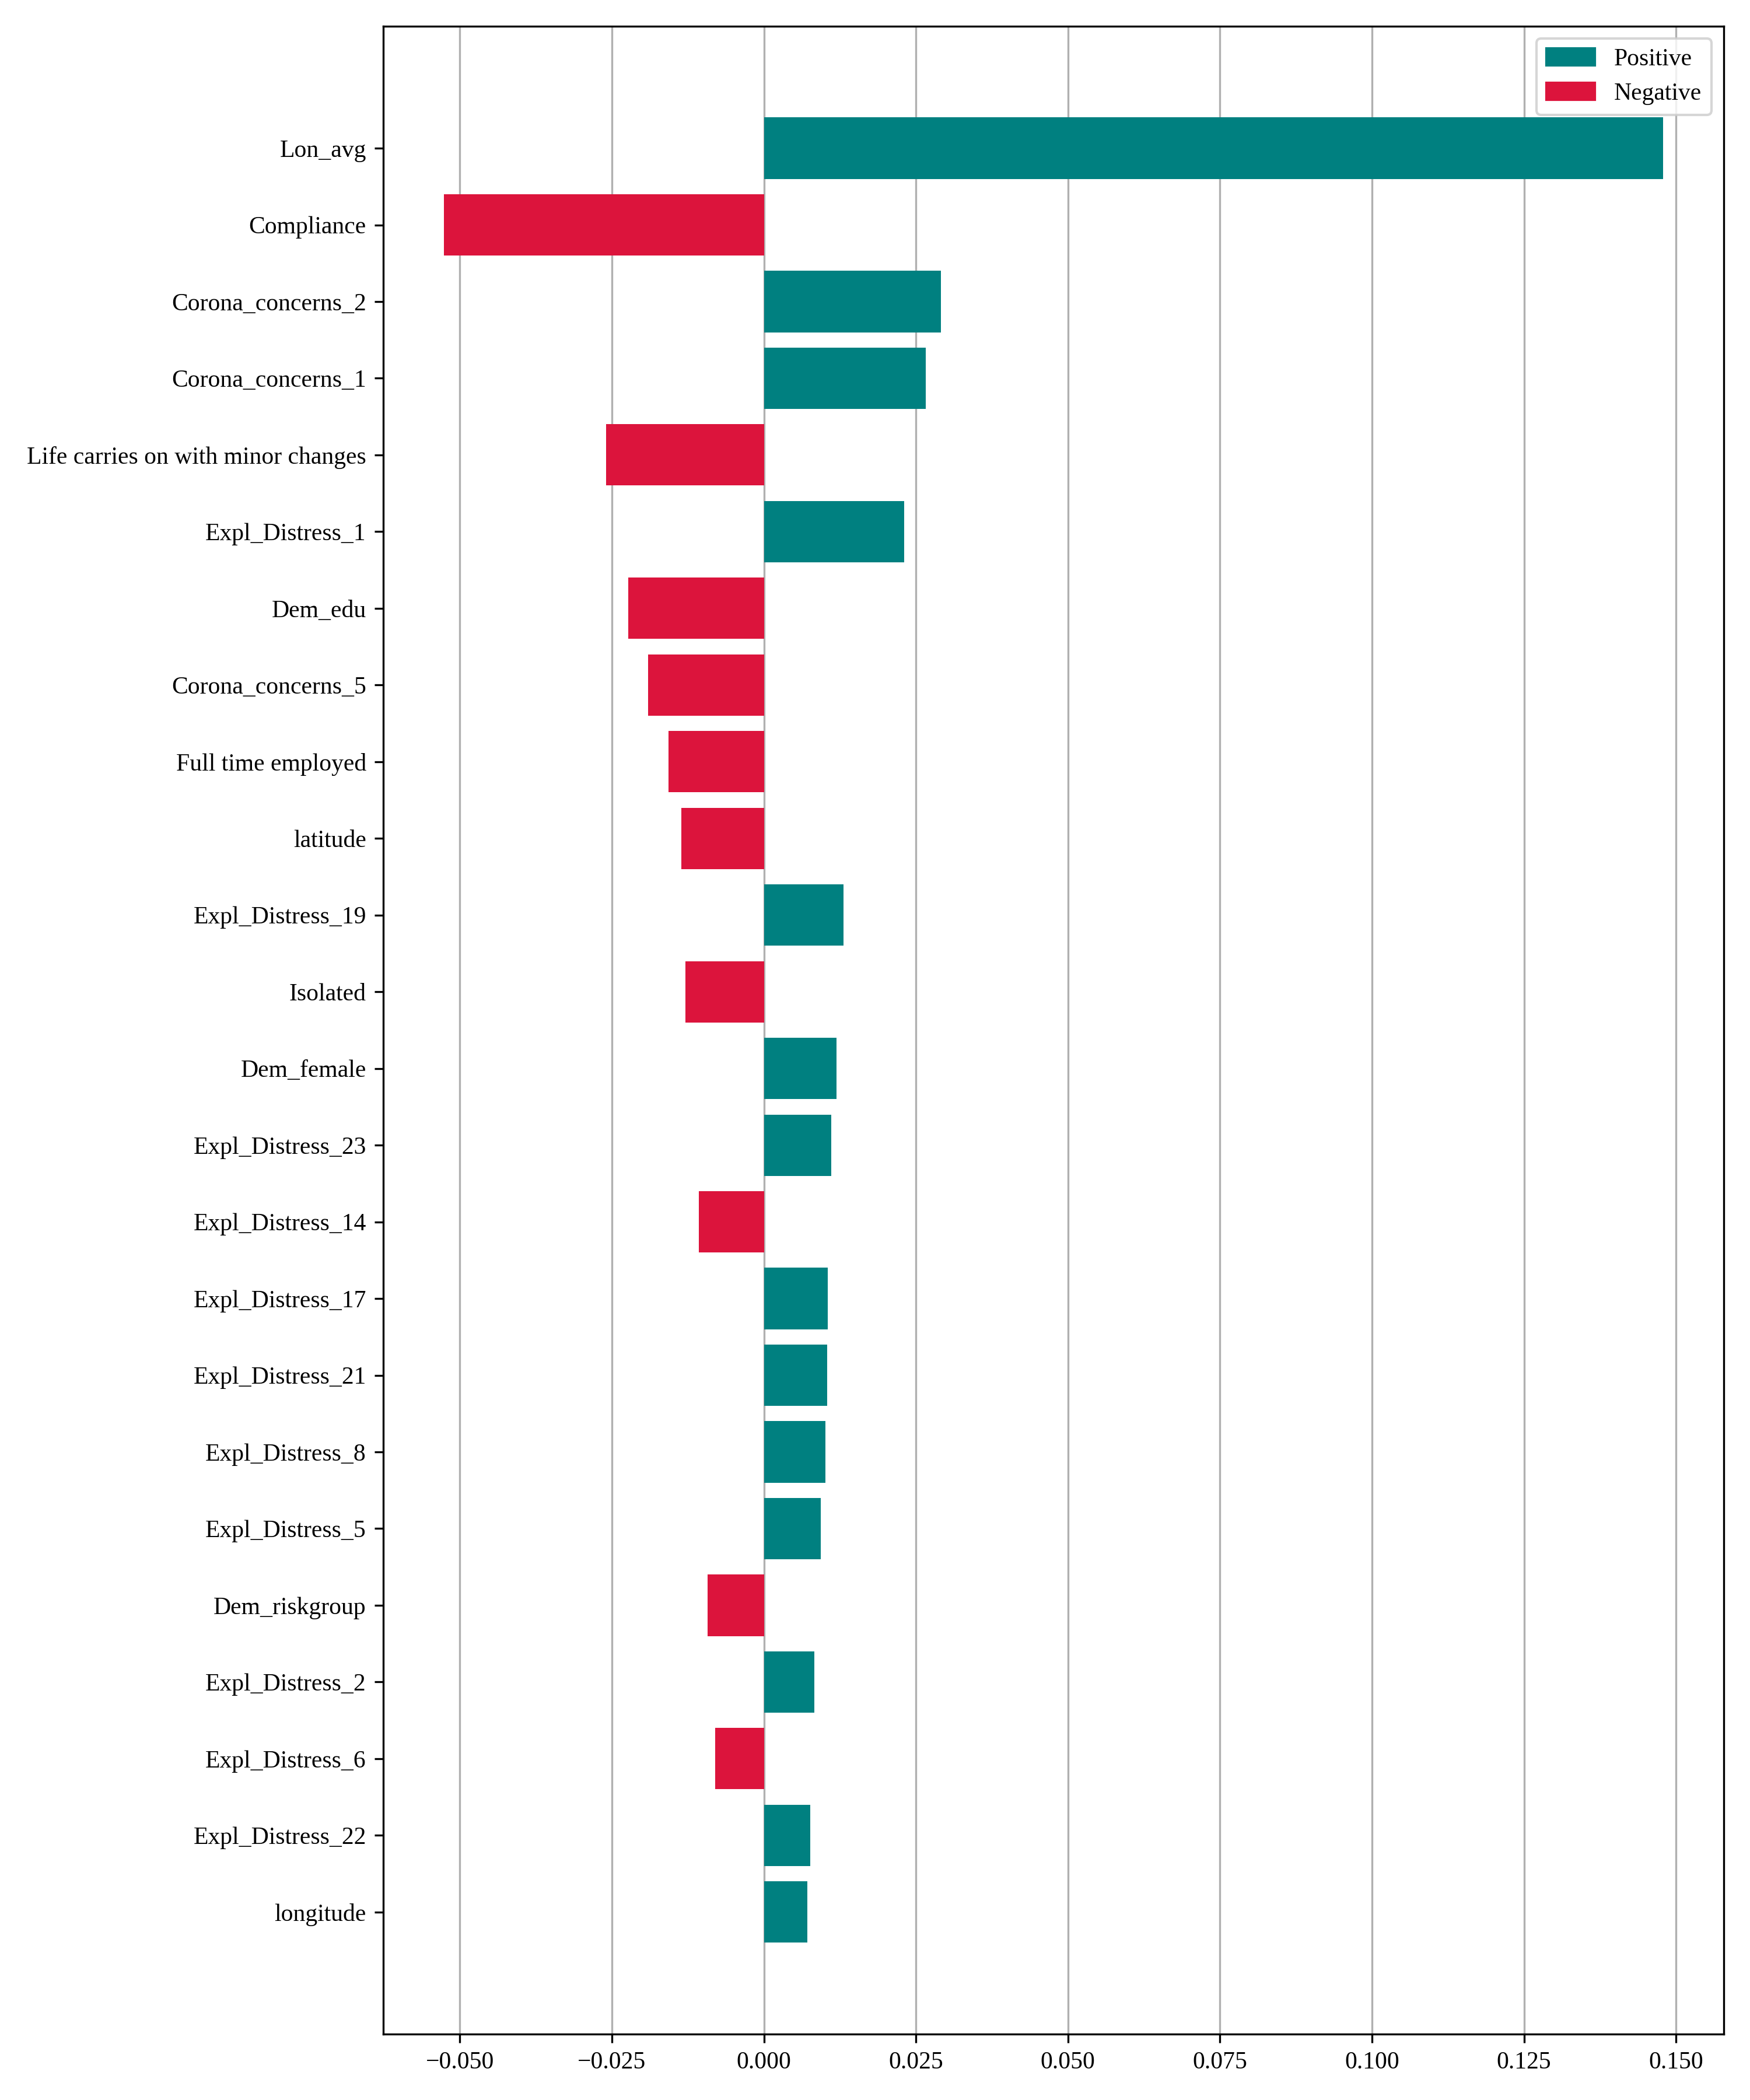 Positive
Negative
Lon_avg
Compliance
Corona_concerns_2
Corona_concerns_1
Life carries on with minor changes
Expl_Distress_1
Dem_edu
Corona_concerns_5
Full time employed
latitude
Expl_Distress_19
Isolated
Dem_female
Expl_Distress_23
Expl_Distress_14
Expl_Distress_17
Expl_Distress_21
Expl_Distress_8
Expl_Distress_5
Dem_riskgroup
Expl_Distress_2
Expl_Distress_6
Expl_Distress_22
longitude
−0.050 −0.025 0.000 0.025 0.050 0.075 0.100 0.125 0.150